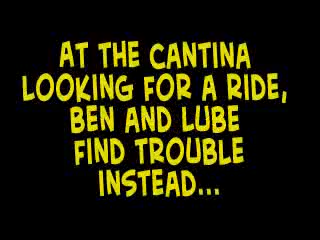 AT THE CANTINA
LOOKING FOR A RIDE,
BEN AND LUBE
FIND TROUBLE
INSTEAD...